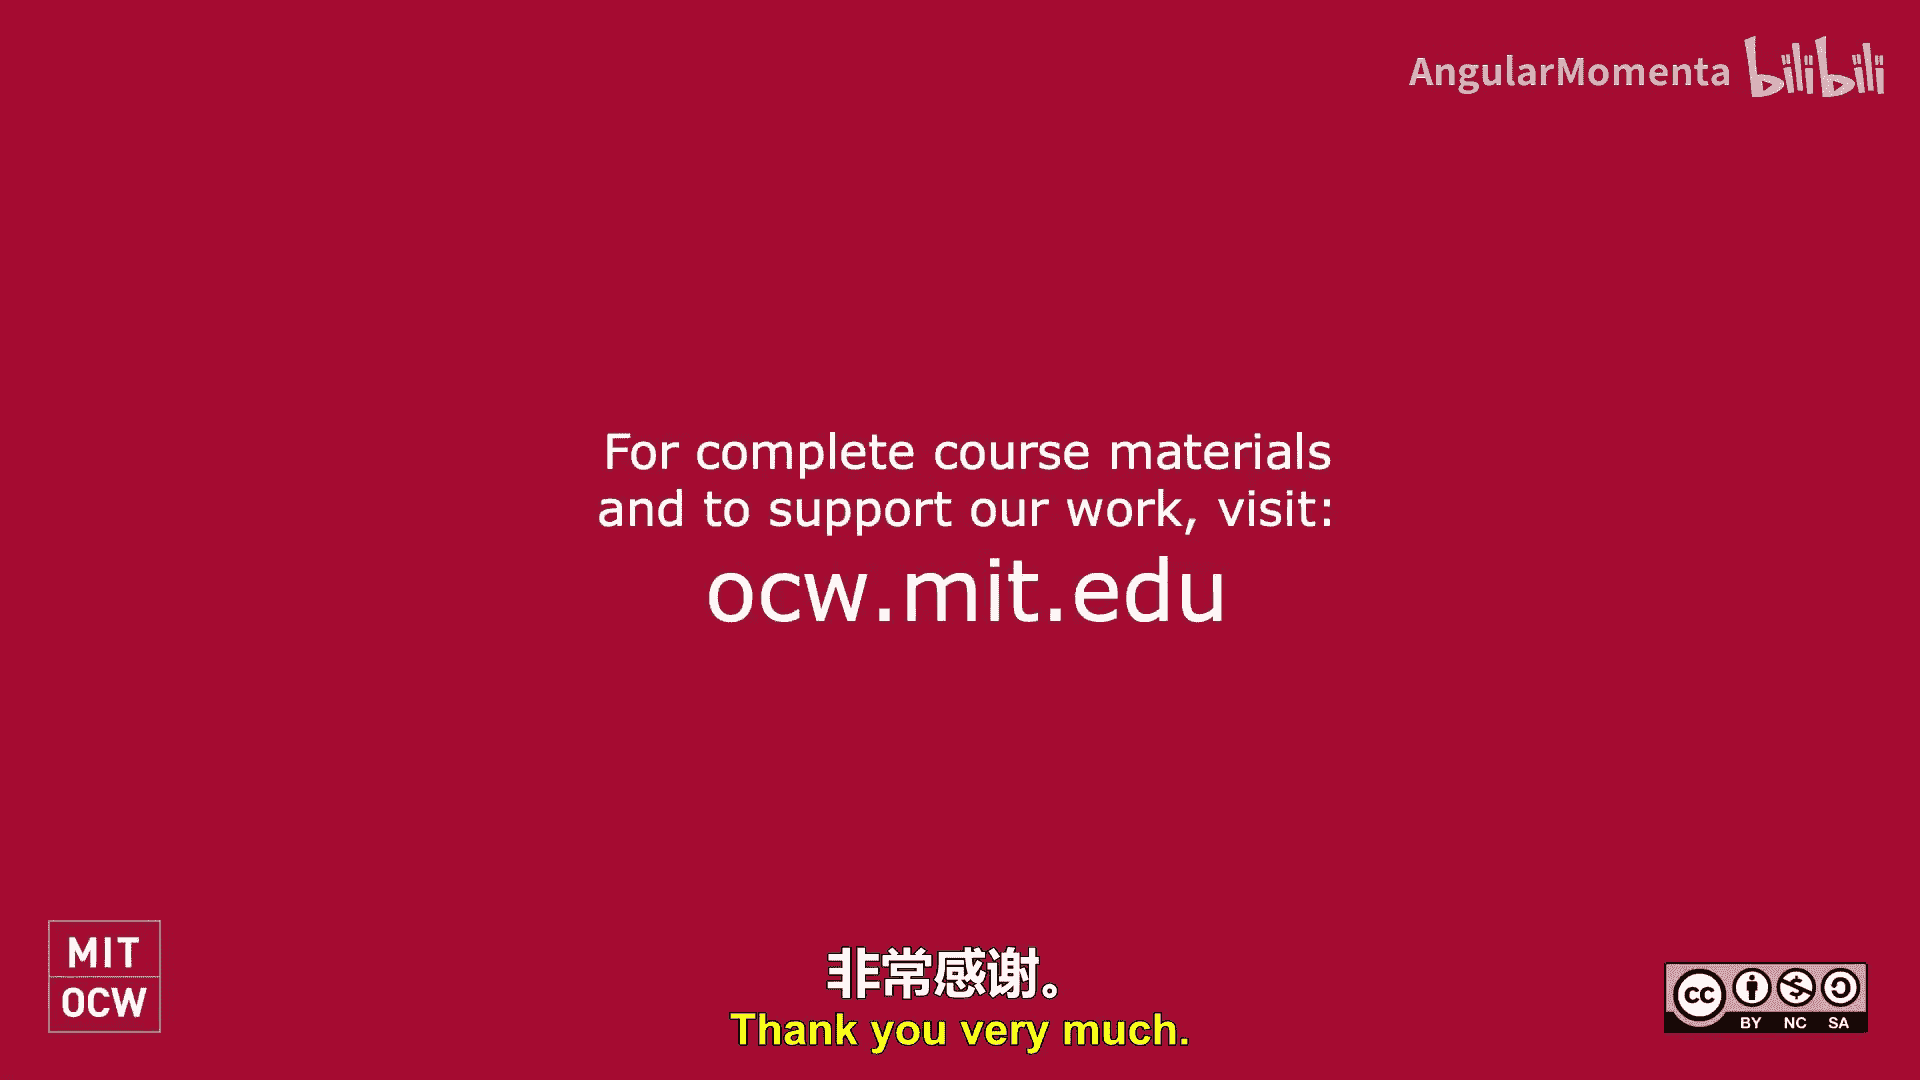 AngularMomenta bilibili
For complete course materials
and to support our work, visit:
ocw.mit.edu
MIT
OCW
非常感谢。
Thank you very much.
cc
BY NC SA